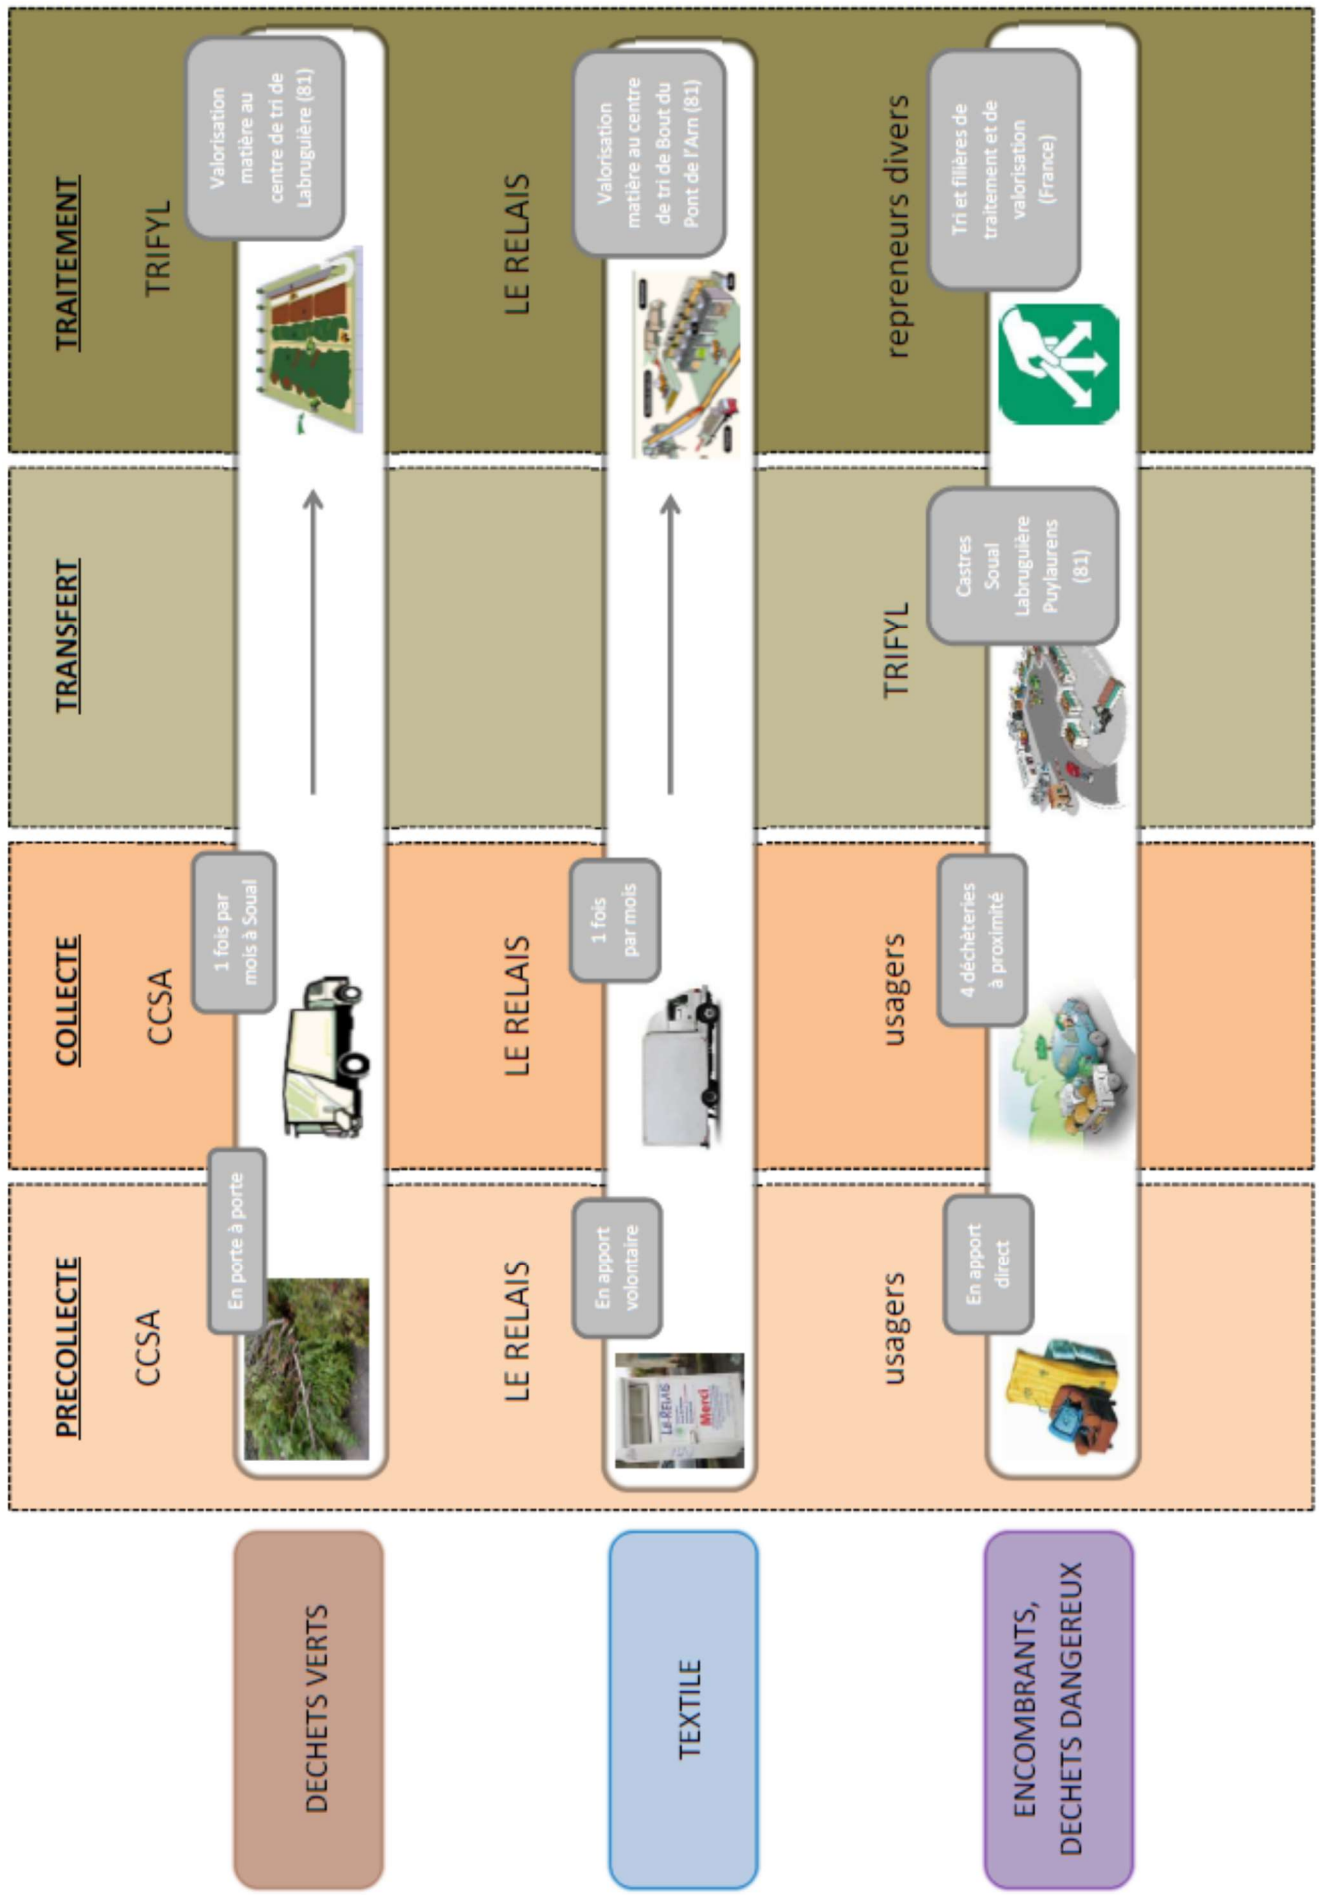 PRECOLLECTE
COLLECTE
TRANSFERT
TRAITEMENT
DECHETS VERTS
CCSA
En porte à porte
CCSA
1 fois par
mois à Soual
TRIFYL
Valorisation
matière au
centre de tri de
Labruguière (81)
TEXTILE
LE RELAIS
En apport
volontaire
LE RELAIS
Merci
LE RELAIS
1 fois
par mois
LE RELAIS
Valorisation
matière au centre
de tri de Bout du
Pont de l'Arn (81)
ENCOMBRANTS,
DECHETS DANGEREUX
usagers
En apport
direct
usagers
4 déchèteries
à proximité
TRIFYL
Castres
Soual
Labruguière
Puylaurens
(81)
repreneurs divers
Tri et filières de
traitement et de
valorisation
(France)